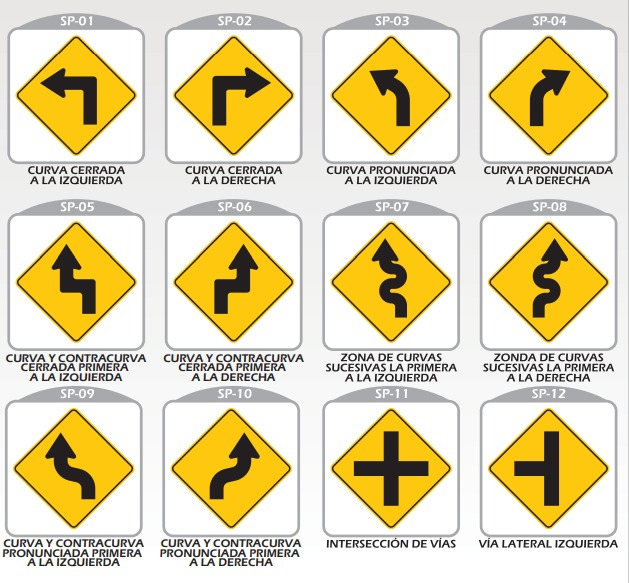 SP-01
SP-02
SP-03
SP-04
CURVA CERRADA
A LA IZQUIERDA
CURVA CERRADA
A LA DERECHA
CURVA PRONUNCIADA
A LA IZQUIERDA
CURVA PRONUNCIADA
A LA DERECHA
SP-05
SP-06
SP-07
SP-08
CURVA Y CONTRACURVA
CERRADA PRIMERA
A LA IZQUIERDA
CURVA Y CONTRACURVA
CERRADA PRIMERA
A LA DERECHA
ZONA DE CURVAS
SUCESIVAS LA PRIMERA
A LA IZQUIERDA
ZONDA DE CURVAS
SUCESIVAS LA PRIMERA
A LA DERECHA
SP-09
SP-10
SP-11
SP-12
CURVA Y CONTRACURVA
PRONUNCIADA PRIMERA
A LA IZQUIERDA
CURVA Y CONTRACURVA
PRONUNCIADA PRIMERA
A LA DERECHA
INTERSECCIÓN DE VÍAS
VÍA LATERAL IZQUIERDA